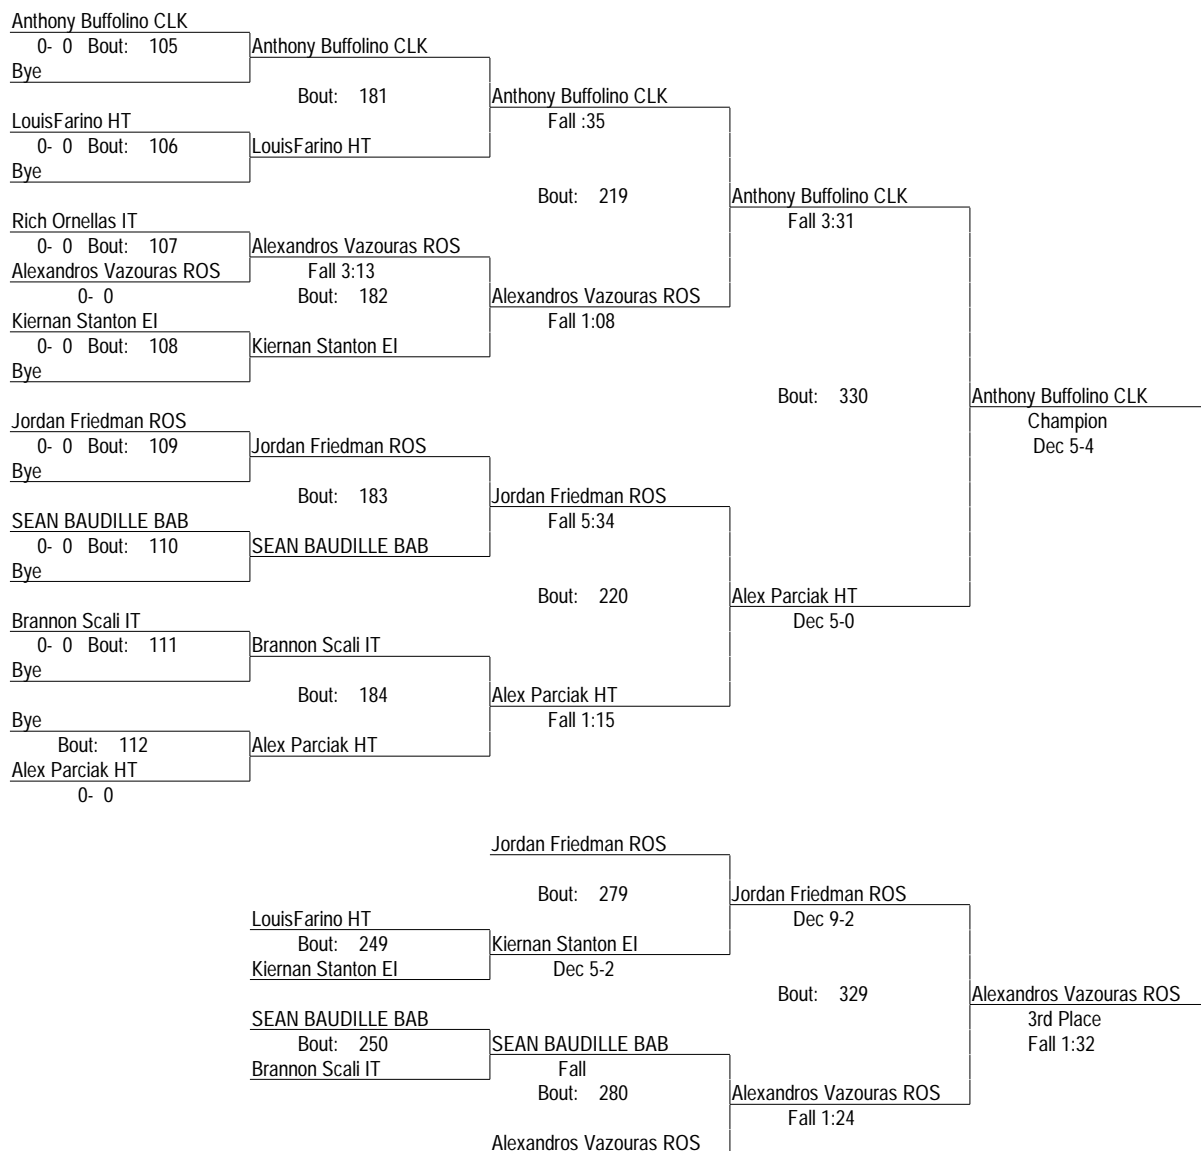 Anthony Buffolino CLK
0- 0 Bout: 105
Anthony Buffolino CLK
Bye
Bout: 181
Anthony Buffolino CLK
LouisFarino HT
Fall :35
0- 0 Bout: 106
LouisFarino HT
Bye
Bout: 219
Anthony Buffolino CLK
Rich Ornellas IT
Fall 3:31
0- 0 Bout: 107
Alexandros Vazouras ROS
Alexandros Vazouras ROS
Fall 3:13
0- 0
Bout: 182
Alexandros Vazouras ROS
Kiernan Stanton EI
Fall 1:08
0- 0 Bout: 108
Kiernan Stanton EI
Bye
Bout: 330
Anthony Buffolino CLK
Jordan Friedman ROS
Champion
0- 0 Bout: 109
Jordan Friedman ROS
Dec 5-4
Bye
Bout: 183
Jordan Friedman ROS
SEAN BAUDILLE BAB
Fall 5:34
0- 0 Bout: 110
SEAN BAUDILLE BAB
Bye
Bout: 220
Alex Parciak HT
Brannon Scali IT
Dec 5-0
0- 0 Bout: 111
Brannon Scali IT
Bye
Bout: 184
Alex Parciak HT
Bye
Fall 1:15
Bout: 112
Alex Parciak HT
Alex Parciak HT
0- 0
Jordan Friedman ROS
Bout: 279
Jordan Friedman ROS
LouisFarino HT
Dec 9-2
Bout: 249
Kiernan Stanton EI
Kiernan Stanton EI
Dec 5-2
Bout: 329
Alexandros Vazouras ROS
SEAN BAUDILLE BAB
3rd Place
Bout: 250
SEAN BAUDILLE BAB
Fall 1:32
Brannon Scali IT
Fall
Bout: 280
Alexandros Vazouras ROS
Fall 1:24
Alexandros Vazouras ROS